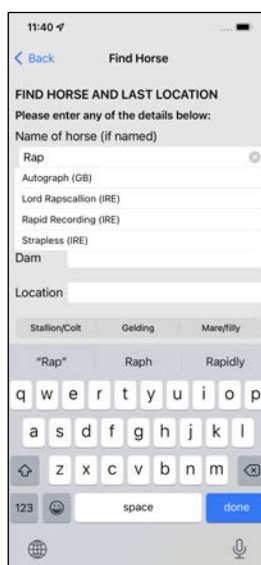 11:40
Back Find Horse
FIND HORSE AND LAST LOCATION
Please enter any of the details below:
Name of horse (if named)
Rap
Autograph (GB)
Lord Rapscallion (IRE)
Rapid Recording (IRE)
Strapless (IRE)
Dam
Location
Stallion/Colt Gelding Mare/filly
"Rap" Raph Rapidly
q w e r t y u i o p
a s d f g h j k l
z x c v b n m
123 space done